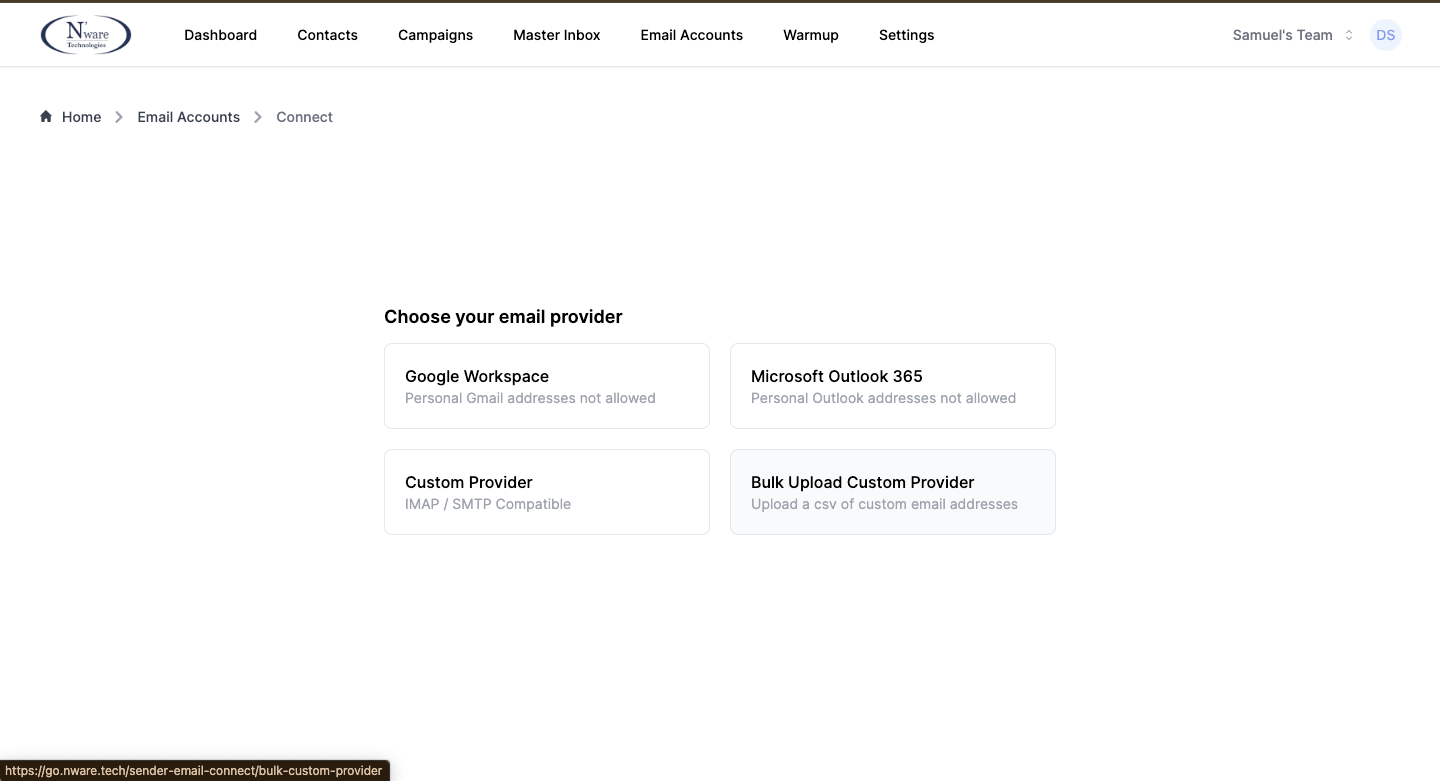 N'ware
Technologies
Dashboard
Contacts
Campaigns
Master Inbox
Email Accounts
Warmup
Settings
Samuel's Team
DS
Home
Email Accounts
Connect
Choose your email provider
Google Workspace
Personal Gmail addresses not allowed
Microsoft Outlook 365
Personal Outlook addresses not allowed
Custom Provider
IMAP / SMTP Compatible
Bulk Upload Custom Provider
Upload a csv of custom email addresses
https://go.nware.tech/sender-email-connect/bulk-custom-provider